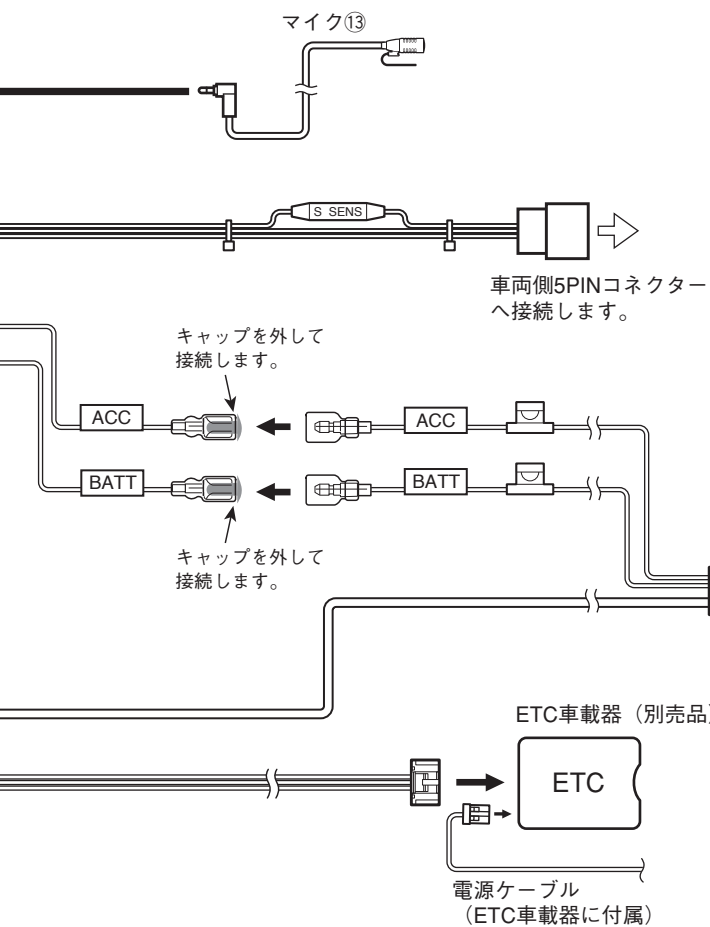 マイク⑬
S SENS
車両側5PINコネクター
へ接続します。
キャップを外して
接続します。
ACC
ACC
BATT
BATT
キャップを外して
接続します。
ETC車載器（別売品）
ETC
電源ケーブル
（ETC車載器に付属）